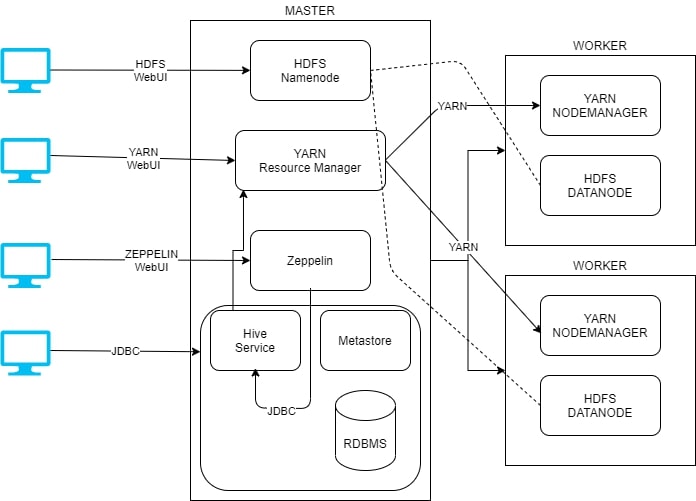 MASTER
HDFS
WebUI
HDFS
Namenode
WORKER
YARN
NODEMANAGER
YARN
YARN
WebUI
YARN
Resource Manager
HDFS
DATANODE
ZEPPELIN
WebUI
Zeppelin
YARN
WORKER
YARN
NODEMANAGER
JDBC
Hive
Service
Metastore
HDFS
DATANODE
JDBC
RDBMS